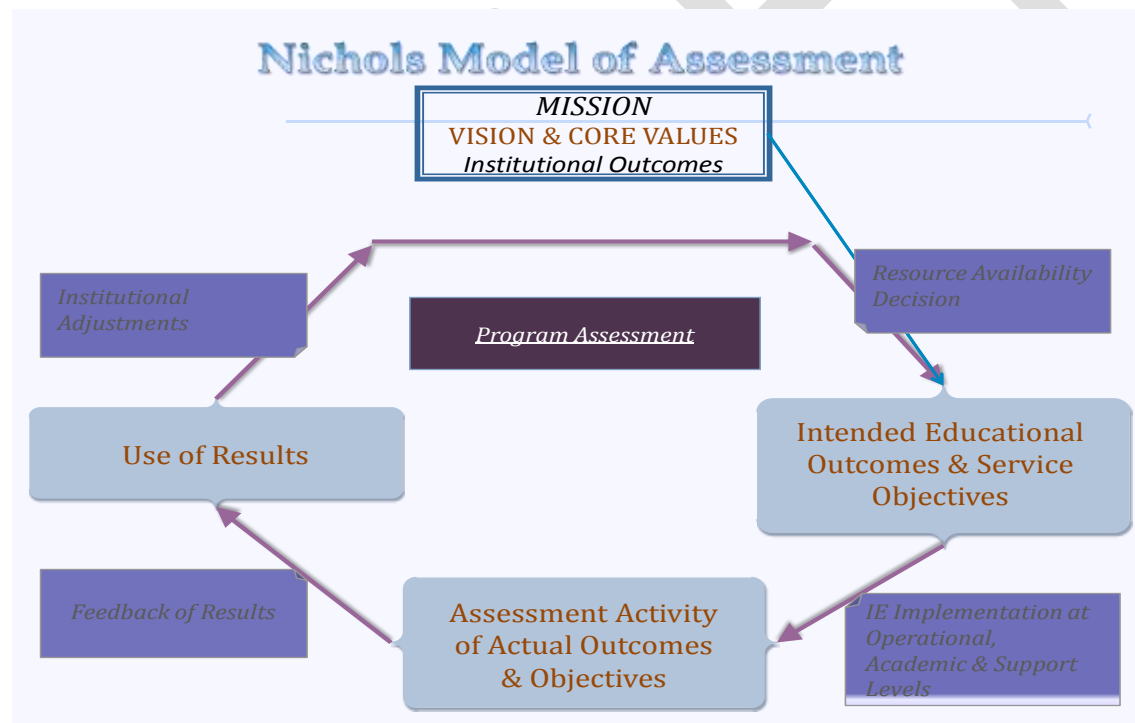 Nichols Model of Assessment
MISSION
VISION & CORE VALUES
Institutional Outcomes
Institutional
Adjustments
Resource Availability
Decision
Program Assessment
Use of Results
Intended Educational
Outcomes & Service
Objectives
Feedback of Results
Assessment Activity
of Actual Outcomes
& Objectives
IE Implementation at
Operational,
Academic & Support
Levels